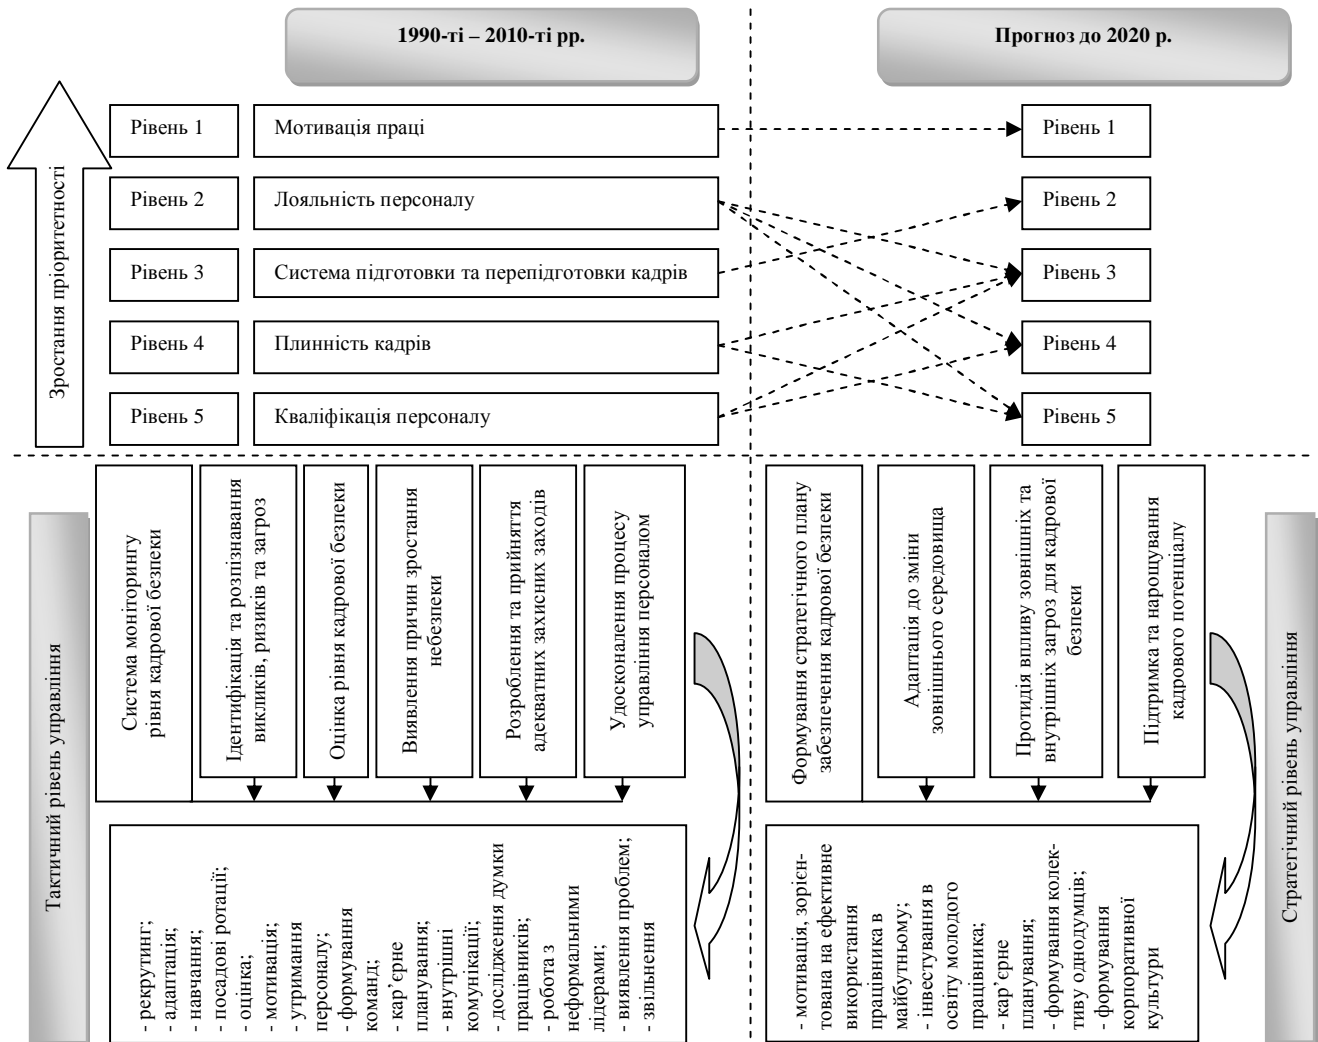 1990-ті – 2010-ті рр.
Прогноз до 2020 р.
Зростання пріоритетності
Рівень 1
Мотивація праці
Рівень 1
Рівень 2
Лояльність персоналу
Рівень 2
Рівень 3
Система підготовки та перепідготовки кадрів
Рівень 3
Рівень 4
Плинність кадрів
Рівень 4
Рівень 5
Кваліфікація персоналу
Рівень 5
Тактичний рівень управління
Система моніторингу
рівня кадрової безпеки
Ідентифікація та розпізнавання
викликів, ризиків та загроз
Оцінка рівня кадрової безпеки
Виявлення причин зростання
небезпеки
Розроблення та прийняття
адекватних захисних заходів
Удосконалення процесу
управління персоналом
Формування стратегічного плану
забезпечення кадрової безпеки
Адаптація до зміни
зовнішнього середовища
Протидія впливу зовнішніх та
внутрішніх загроз для кадрової
безпеки
Підтримка та нарощування
кадрового потенціалу
Стратегічний рівень управління
- рекрутинг;
- адаптація;
- навчання;
- посадові ротації;
- оцінка;
- мотивація;
- утримання
персоналу;
- формування
команд;
- кар’єрне
планування;
- внутрішні
комунікації;
- дослідження думки
працівників;
- робота з
неформальними
лідерами;
- виявлення проблем;
- звільнення
- мотивація, зорієн-
тована на ефективне
використання
працівника в
майбутньому;
- інвестування в
освіту молодого
працівника;
- кар’єрне
планування;
- формування колек-
тиву однодумців;
- формування
корпоративної
культури